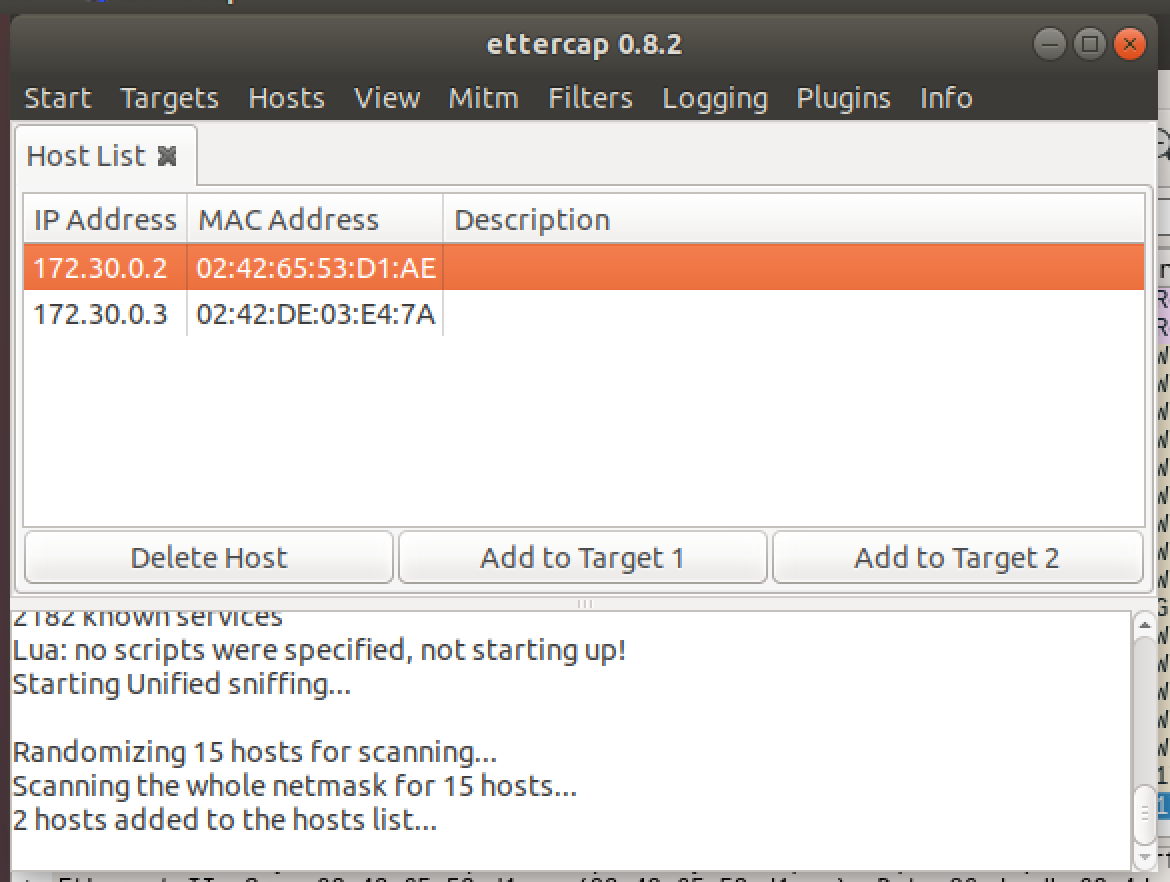 ettercap 0.8.2
Start Targets Hosts View Mitm Filters Logging Plugins Info
Host List
IP Address MAC Address Description
172.30.0.2 02:42:65:53:D1:AE
172.30.0.3 02:42:DE:03:E4:7A
Delete Host Add to Target 1 Add to Target 2
2182 known services
Lua: no scripts were specified, not starting up!
Starting Unified sniffing...
Randomizing 15 hosts for scanning...
Scanning the whole netmask for 15 hosts...
2 hosts added to the hosts list...